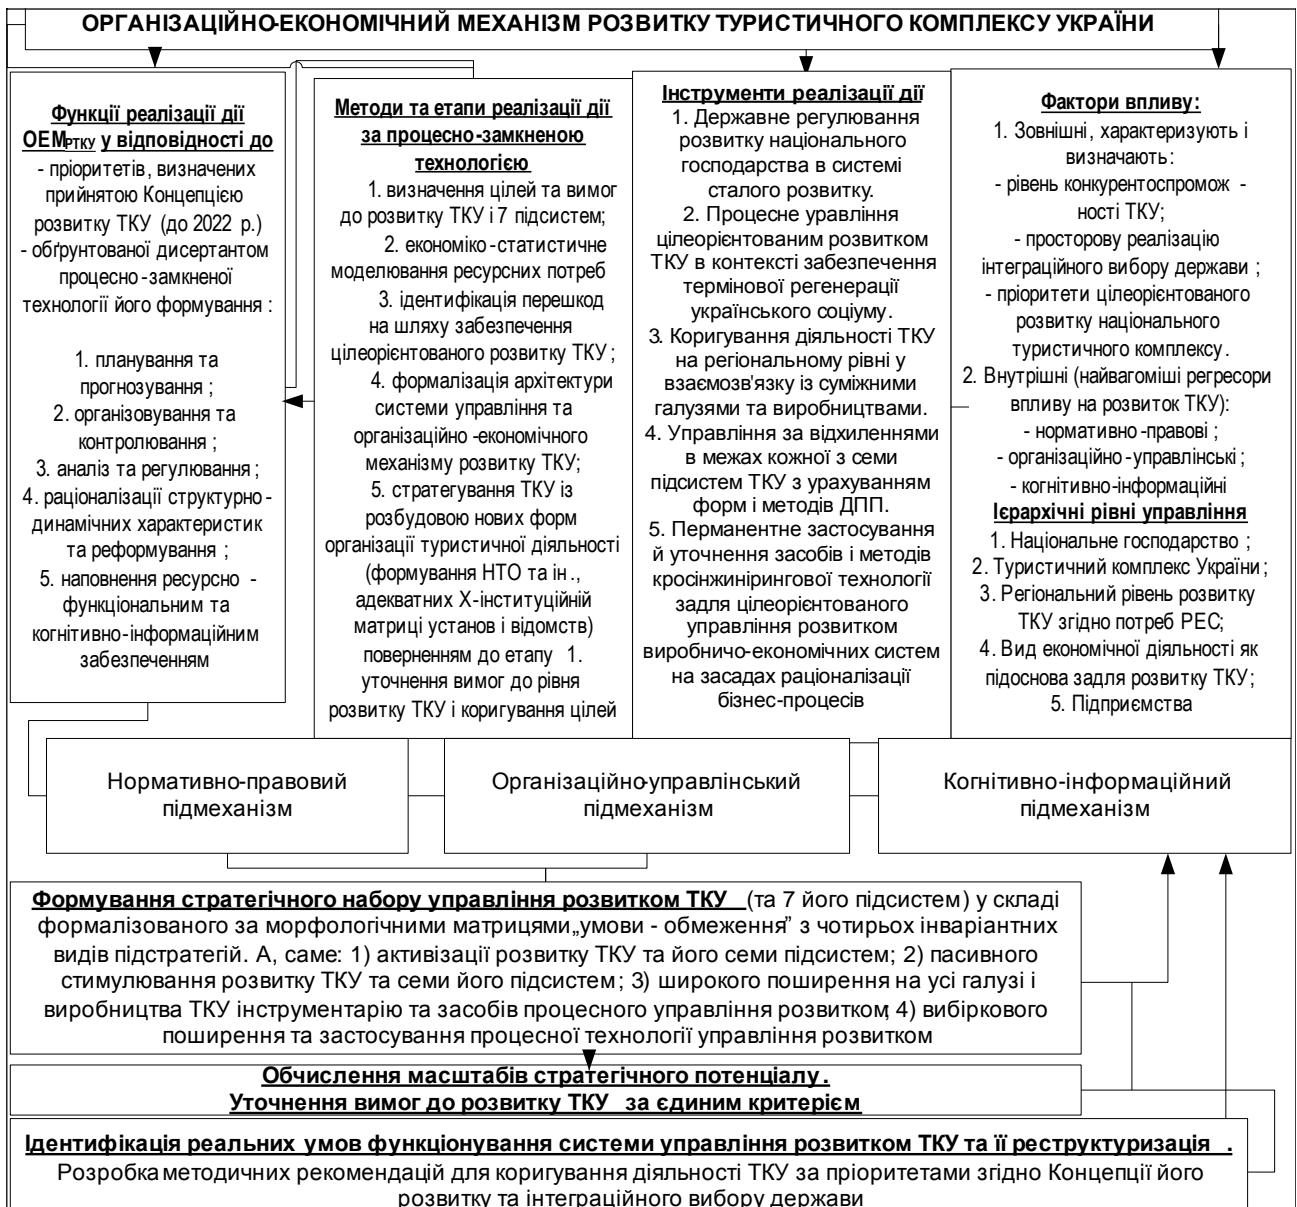 ОРГАНІЗАЦІЙНО-ЕКОНОМІЧНИЙ МЕХАНІЗМ РОЗВИТКУ ТУРИСТИЧНОГО КОМПЛЕКСУ УКРАЇНИ
Функції реалізації дії
ОЕМРТКУ у відповідності до
- пріоритетів, визначених
прийнятою Концепцією
розвитку ТКУ (до 2022 р.)
- обґрунтованої дисертантом
процесно-замкненої
технології його формування :
1. планування та
прогнозування ;
2. організовування та
контролювання ;
3. аналіз та регулювання ;
4. раціоналізації структурно -
динамічних характеристик
та реформування ;
5. наповнення ресурсно -
функціональним та
когнітивно-інформаційним
забезпеченням
Методи та етапи реалізації дії
за процесно-замкненою
технологією
1. визначення цілей та вимог
до розвитку ТКУ і 7 підсистем;
2. економіко-статистичне
моделювання ресурсних потреб
3. ідентифікація перешкод
на шляху забезпечення
цілеорієнтованого розвитку ТКУ ;
4. формалізація архітектури
системи управління та
організаційно -економічного
механізму розвитку ТКУ;
5. стратегування ТКУ із
розбудовою нових форм
організації туристичної діяльності
(формування НТО та ін.,
адекватних Х-інституційній
матриці установ і відомств)
поверненням до етапу 1.
уточнення вимог до рівня
розвитку ТКУ і коригування цілей
Інструменти реалізації дії
1. Державне регулювання
розвитку національного
господарства в системі
сталого розвитку.
2. Процесне уравління
цілеорієнтованим розвитком
ТКУ в контексті забезпечення
термінової регенерації
українського соціуму.
3. Коригування діяльності ТКУ
на регіональному рівні у
взаємозв'язку із суміжними
галузями та виробництвами.
4. Управління за відхиленнями
в межах кожної з семи
підсистем ТКУ з урахуванням
форм і методів ДПП.
5. Перманентне застосування
й уточнення засобів і методів
кросінжинірингової технології
задля цілеорієнтованого
управління розвитком
виробничо-економічних систем
на засадах раціоналізації
бізнес-процесів
Фактори впливу:
1. Зовнішні, характеризують і
визначають:
- рівень конкурентоспромож -
ності ТКУ;
- просторову реалізацію
інтеграційного вибору держави ;
- пріоритети цілеорієнтованого
розвитку національного
туристичного комплексу.
2. Внутрішні (найвагоміші регресори
впливу на розвиток ТКУ):
- нормативно -правові ;
- організаційно -управлінські ;
- когнітивно-інформаційні
Ієрархічні рівні управління
1. Національне господарство ;
2. Туристичний комплекс України ;
3. Регіональний рівень розвитку
ТКУ згідно потреб РЕС;
4. Вид економічної діяльності як
підоснова задля розвитку ТКУ ;
5. Підприємства
Нормативно-правовий
підмеханізм
Організаційно-управлінський
підмеханізм
Когнітивно-інформаційний
підмеханізм
Формування стратегічного набору управління розвитком ТКУ (та 7 його підсистем) у складі
формалізованого за морфологічними матрицями „умови - обмеження” з чотирьох інваріантних
видів підстратегій. А, саме: 1) активізації розвитку ТКУ та його семи підсистем; 2) пасивного
стимулювання розвитку ТКУ та семи його підсистем ; 3) широкого поширення на усі галузі і
виробництва ТКУ інструментарію та засобів процесного управління розвитком; 4) вибіркового
поширення та застосування процесної технології управління розвитком
Обчислення масштабів стратегічного потенціалу .
Уточнення вимог до розвитку ТКУ за єдиним критерієм
Ідентифікація реальних умов функціонування системи управління розвитком ТКУ та її реструктуризація .
Розробка методичних рекомендацій для коригування діяльності ТКУ за пріоритетами згідно Концепції його
розвитку та інтеграційного вибору держави